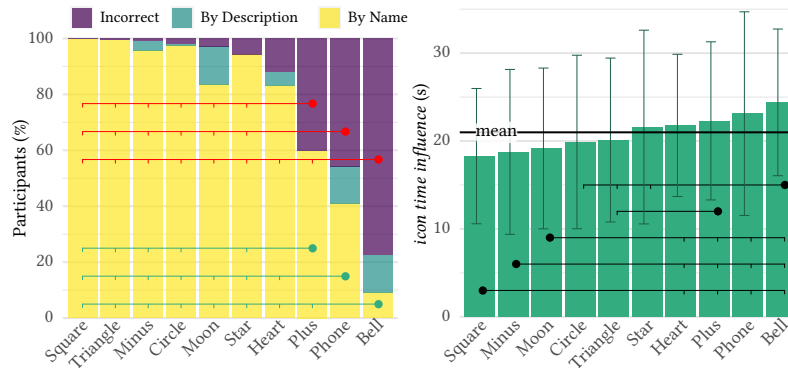 Incorrect By Description By Name
Participants (%)
100
80
60
40
20
0
Square Triangle Minus Circle Moon Star Heart Plus Phone Bell
icon time influence (s)
30
20
10
0
mean
Square Minus Moon Circle Triangle Star Heart Plus Phone Bell